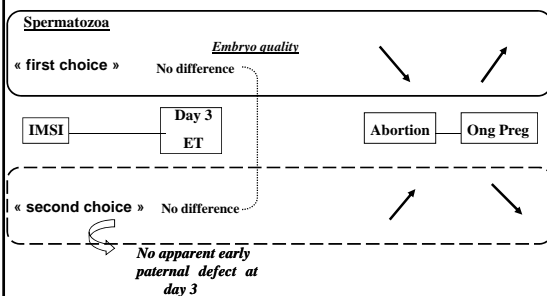 Spermatozoa
Embryo quality
« first choice »
No difference
IMSI
Day 3
ET
Abortion
Ong Preg
« second choice »
No difference
No apparent early
paternal defect at
day 3